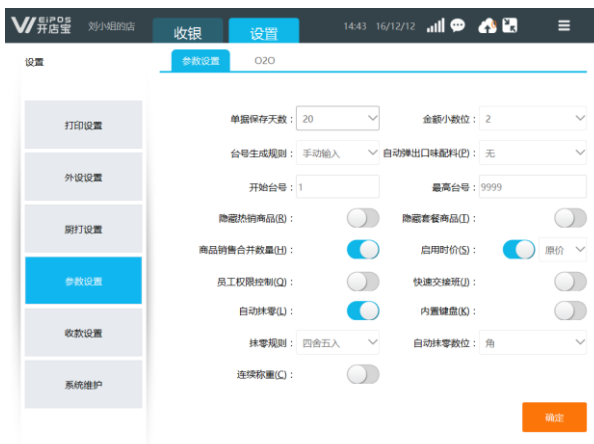 EiPOS
开店宝 刘小姐的店 收银 设置 14:43 16/12/12
设置 参数设置 O2O
打印设置
外设设置
厨打设置
参数设置
收款设置
系统维护
单据保存天数： 20 金额小数位： 2
台号生成规则： 手动输入 自动弹出口味配料(P)： 无
开始台号： 1 最高台号： 9999
隐藏热销商品(R)： 隐藏套餐商品(T)：
商品销售合并数量(H)： 启用时价(S)： 原价
员工权限控制(Q)： 快速交接班(J)：
自动抹零(L)： 内置键盘(K)：
抹零规则： 四舍五入 自动抹零数位： 角
连续称重(C)：
确定